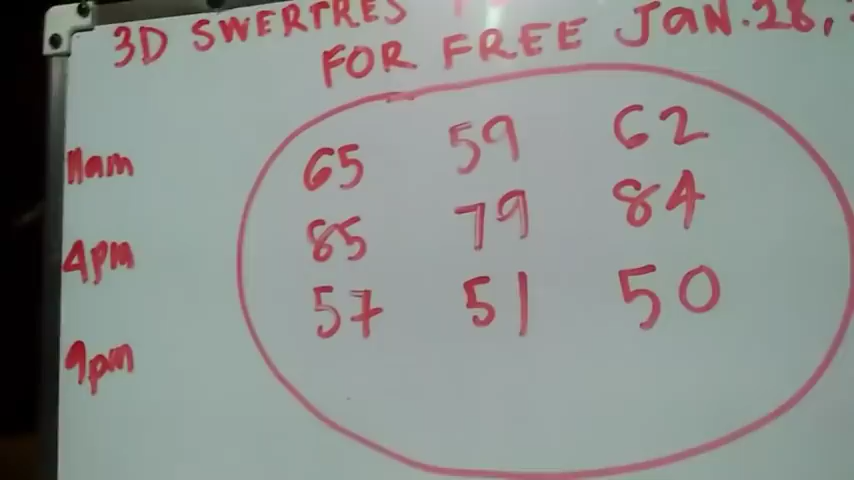 3D SWERTRES
FOR FREE JaN.28,
11am
65 59 62
85 79 84
4pm
57 51 50
9pm